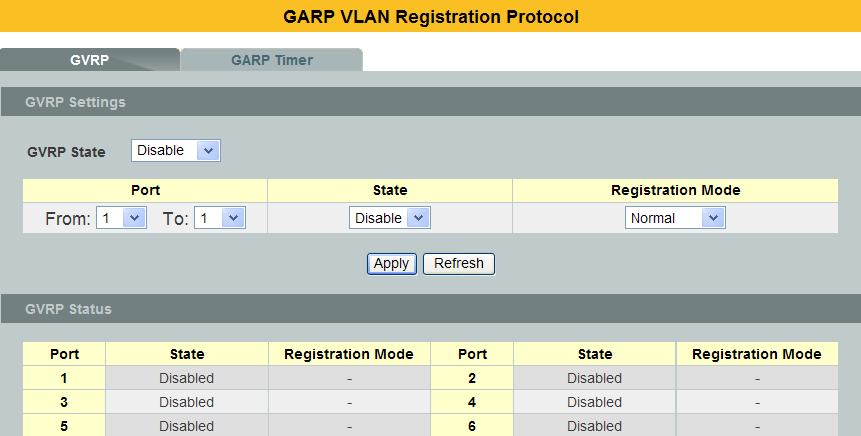 GARP VLAN Registration Protocol
GVRP GARP Timer
GVRP Settings
GVRP State Disable
Port State Registration Mode
From: 1 To: 1 Disable Normal
Apply Refresh
GVRP Status
Port State Registration Mode Port State Registration Mode
1 Disabled - 2 Disabled -
3 Disabled - 4 Disabled -
5 Disabled - 6 Disabled -